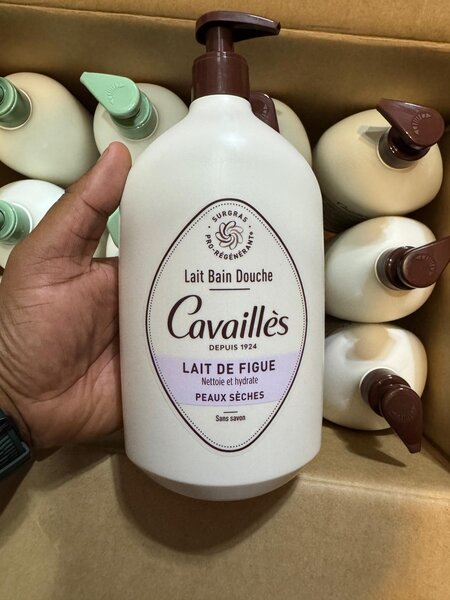 SURGRAS
PRO-RÉGÉNÉRANT*
Lait Bain Douche
Cavaillès
DEPUIS 1924
LAIT DE FIGUE
Nettoie et hydrate
PEAUX SÈCHES
Sans savon